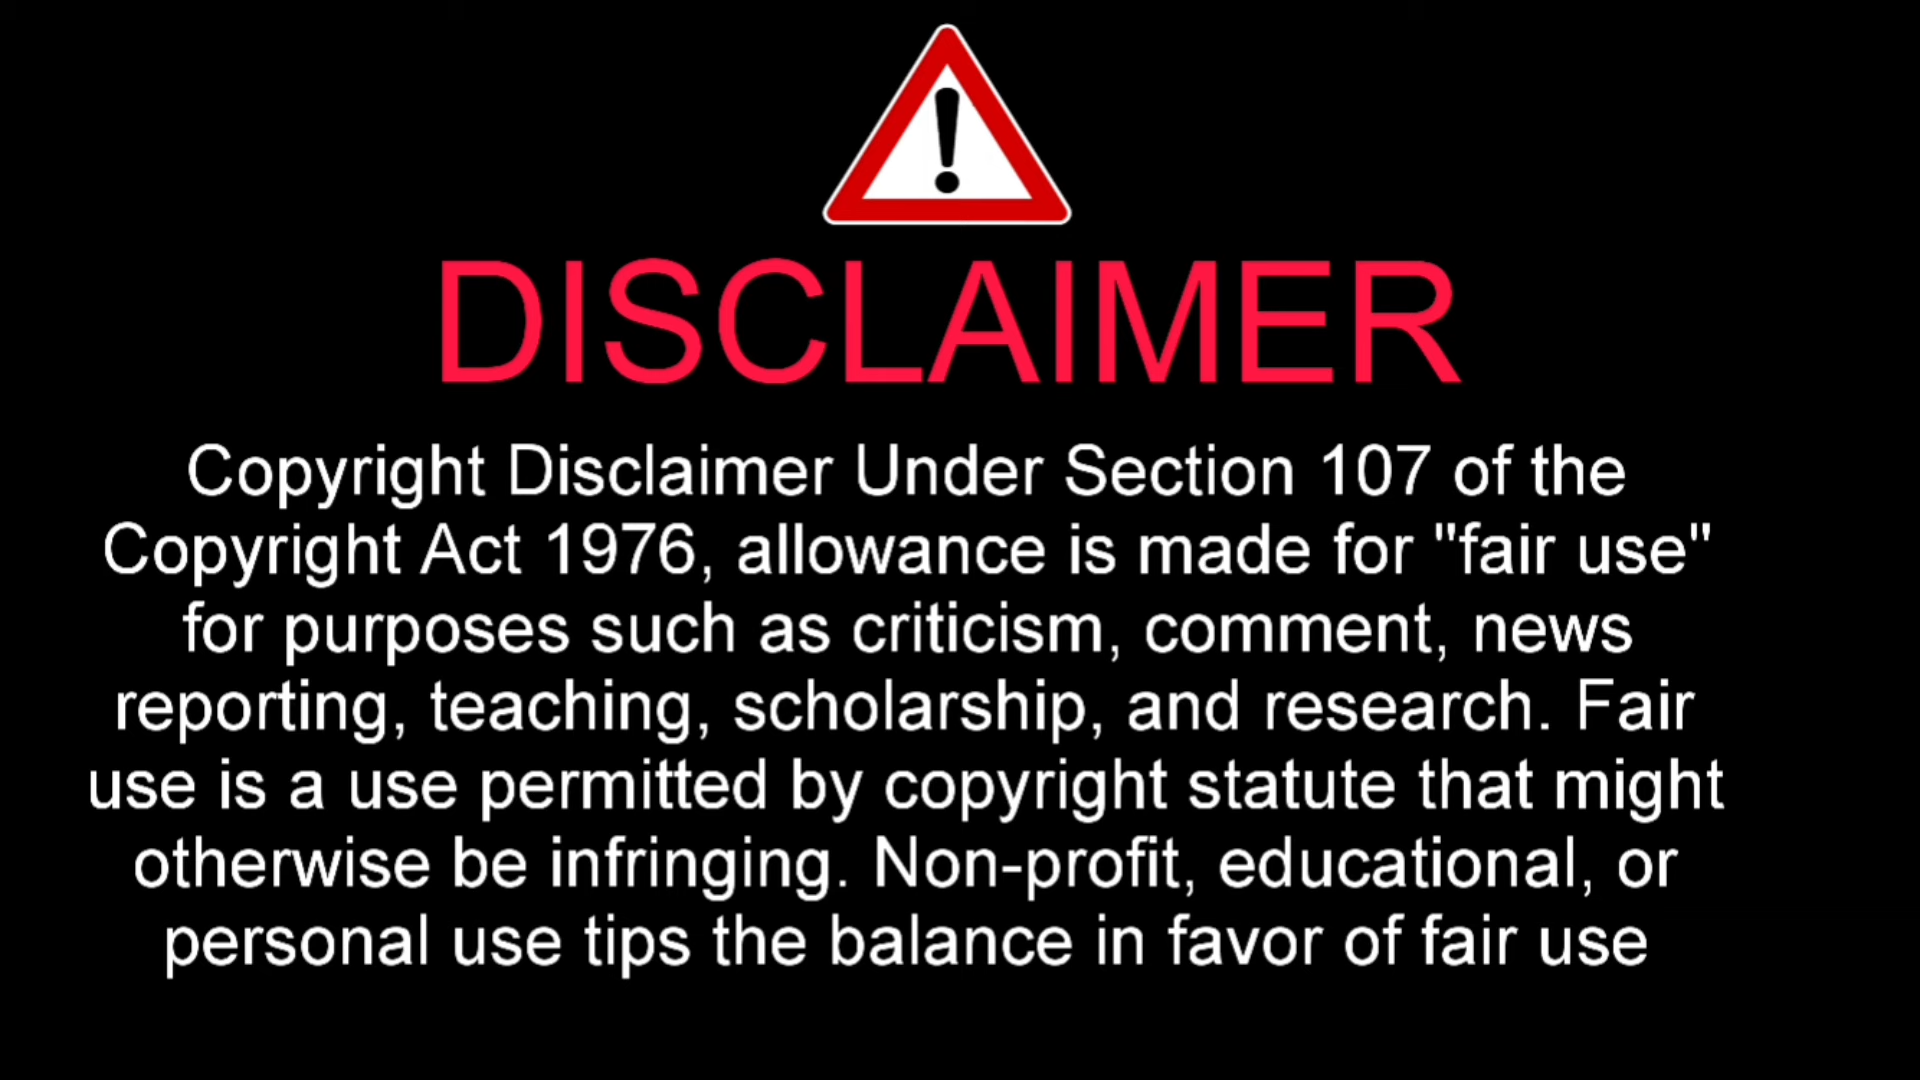 DISCLAIMER
Copyright Disclaimer Under Section 107 of the
Copyright Act 1976, allowance is made for "fair use"
for purposes such as criticism, comment, news
reporting, teaching, scholarship, and research. Fair
use is a use permitted by copyright statute that might
otherwise be infringing. Non-profit, educational, or
personal use tips the balance in favor of fair use